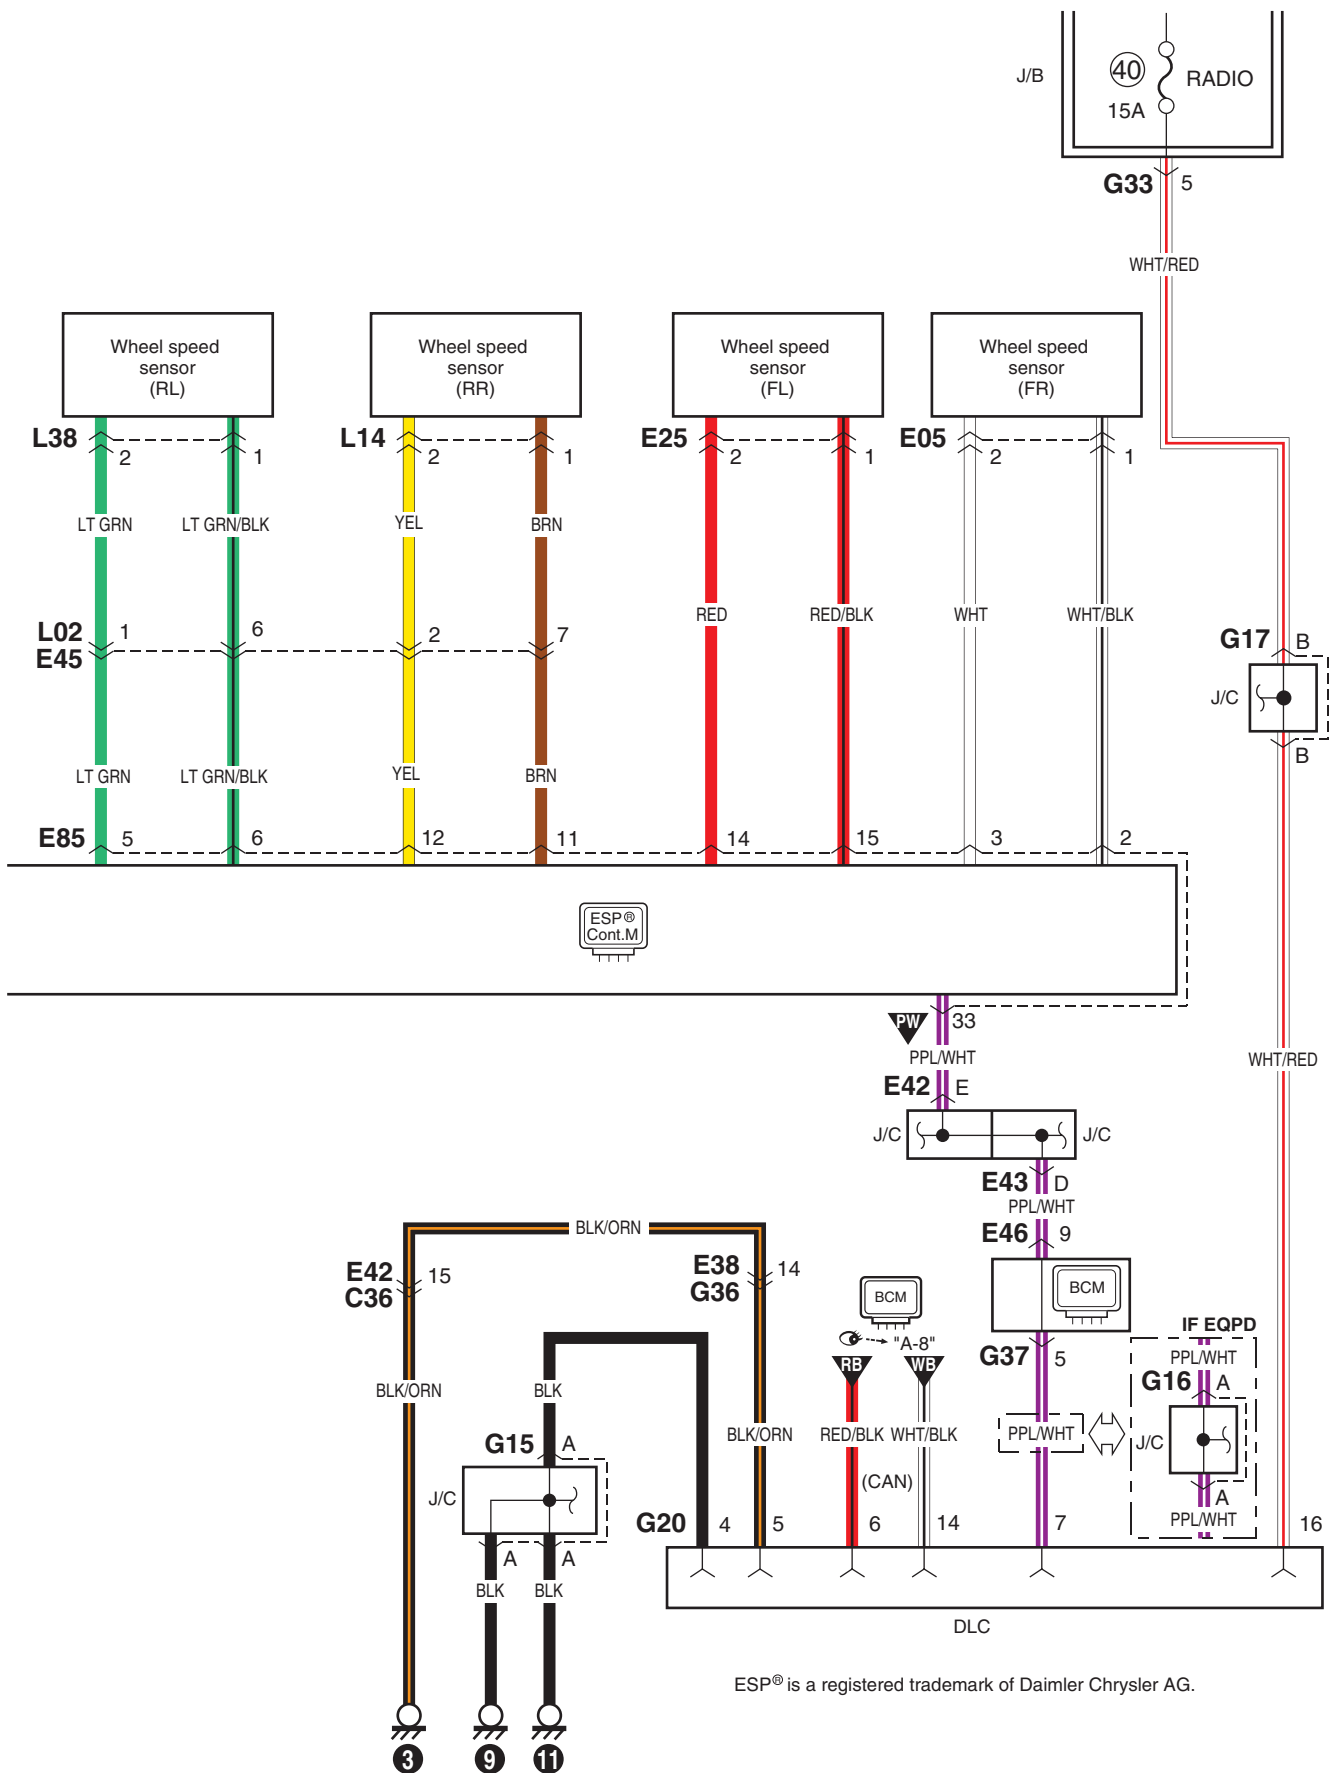 J/B
40
15A
RADIO
G33 5
WHT/RED
Wheel speed
sensor
(RL)
Wheel speed
sensor
(RR)
Wheel speed
sensor
(FL)
Wheel speed
sensor
(FR)
L38 2 1
L14 2 1
E25 2 1
E05 2 1
LT GRN LT GRN/BLK YEL BRN
RED RED/BLK WHT WHT/BLK
L02 1 6 2 7
E45
G17 B
J/C
B
LT GRN LT GRN/BLK YEL BRN
E85 5 6 12 11 14 15 3 2
ESP®
Cont.M
PW 33
PPL/WHT
WHT/RED
E42 E
J/C J/C
E43 D
PPL/WHT
E46 9
BLK/ORN
E42 15
C36
E38 14
G36
BCM
"A-8"
BCM
G37 5
IF EQPD
PPL/WHT
G16 A
J/C
A
PPL/WHT
RB WB
BLK/ORN BLK
BLK/ORN RED/BLK WHT/BLK PPL/WHT
(CAN)
G15 A
J/C
A A
BLK BLK
G20 4 5 6 14 7 16
DLC
ESP® is a registered trademark of Daimler Chrysler AG.
3 9 11